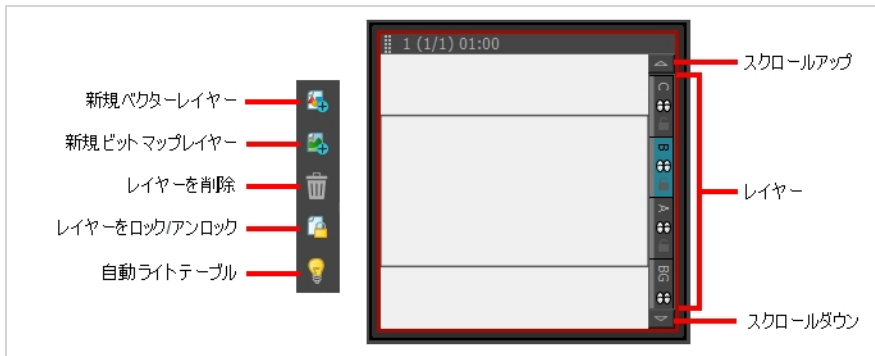 1 (1/1) 01:00
スクロールアップ
新規ベクターレイヤー
新規ビットマップレイヤー
レイヤーを削除
レイヤーをロック/アンロック
自動ライトテーブル
C
B
A
BG
レイヤー
スクロールダウン